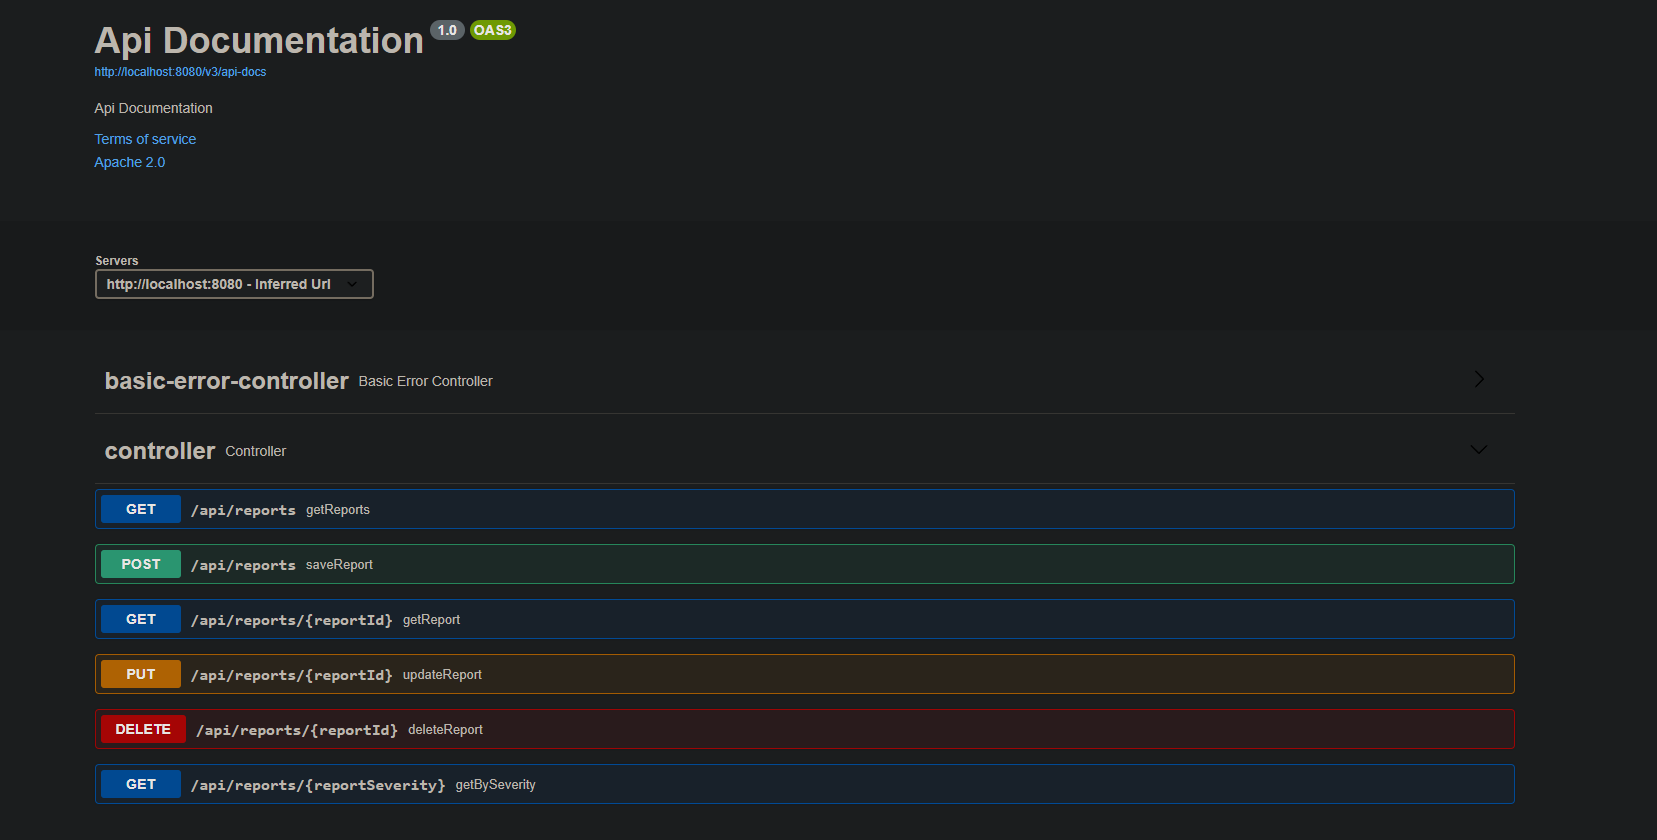 Api Documentation 1.0 OAS3
http://localhost:8080/v3/api-docs
Api Documentation
Terms of service
Apache 2.0
Servers
http://localhost:8080 - Inferred Url
basic-error-controller Basic Error Controller
controller Controller
GET /api/reports getReports
POST /api/reports saveReport
GET /api/reports/{reportId} getReport
PUT /api/reports/{reportId} updateReport
DELETE /api/reports/{reportId} deleteReport
GET /api/reports/{reportSeverity} getBySeverity